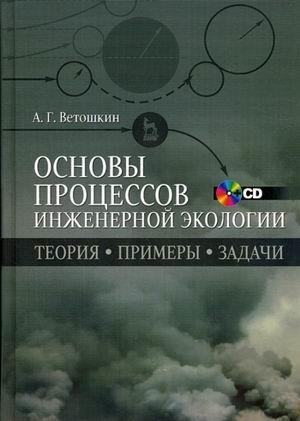 А. Г. Ветошкин
ОСНОВЫ
ПРОЦЕССОВ
CD
ИНЖЕНЕРНОЙ ЭКОЛОГИИ
ТЕОРИЯ • ПРИМЕРЫ • ЗАДАЧИ